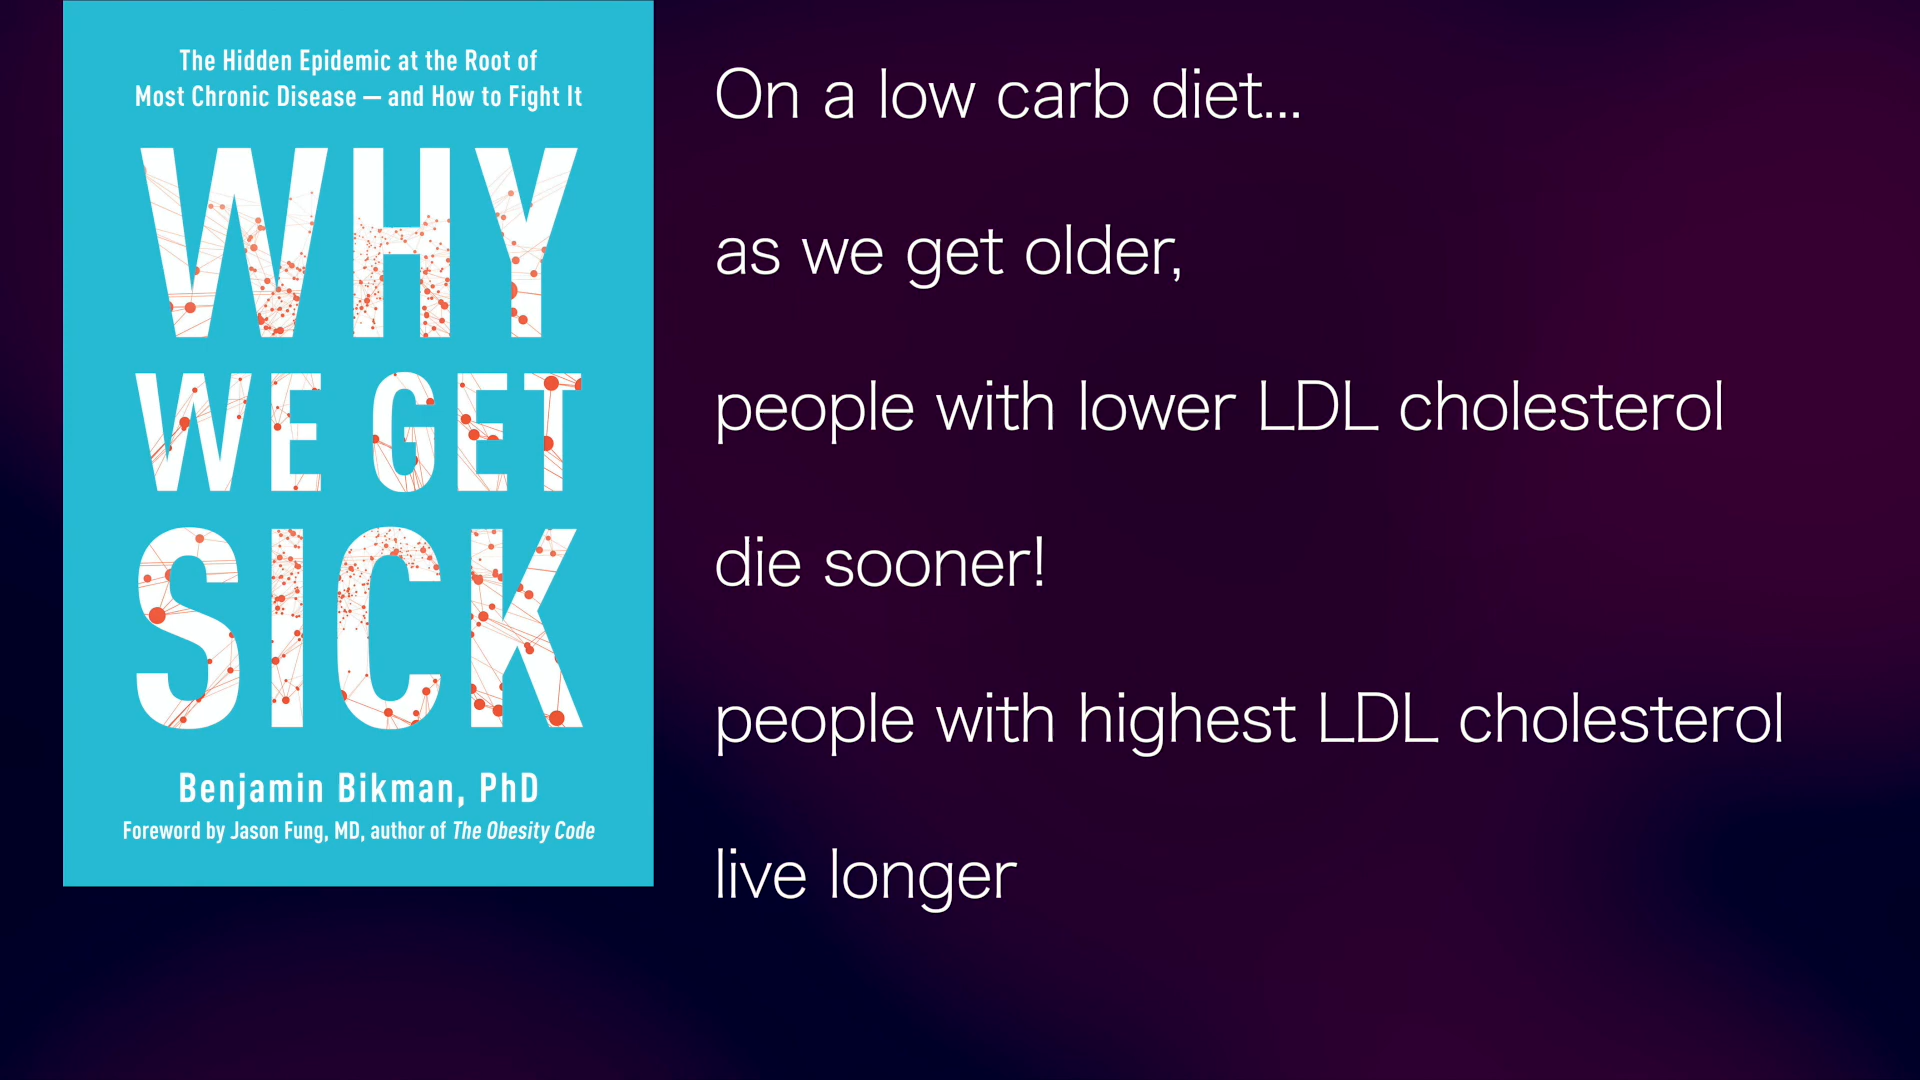 The Hidden Epidemic at the Root of
Most Chronic Disease — and How to Fight It
WHY
WE GET
SICK
Benjamin Bikman, PhD
Foreword by Jason Fung, MD, author of The Obesity Code
On a low carb diet...
as we get older,
people with lower LDL cholesterol
die sooner!
people with highest LDL cholesterol
live longer